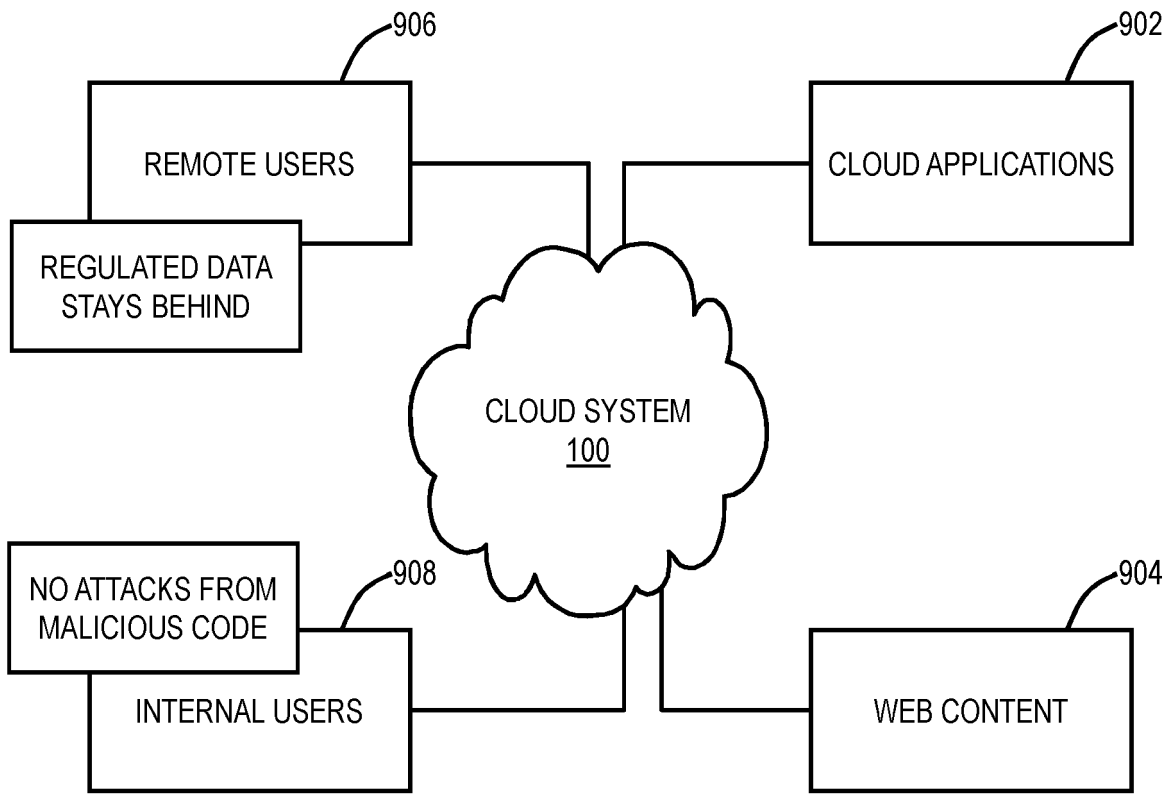 906
902
REMOTE USERS
CLOUD APPLICATIONS
REGULATED DATA
STAYS BEHIND
CLOUD SYSTEM
100
NO ATTACKS FROM
MALICIOUS CODE
908
904
INTERNAL USERS
WEB CONTENT